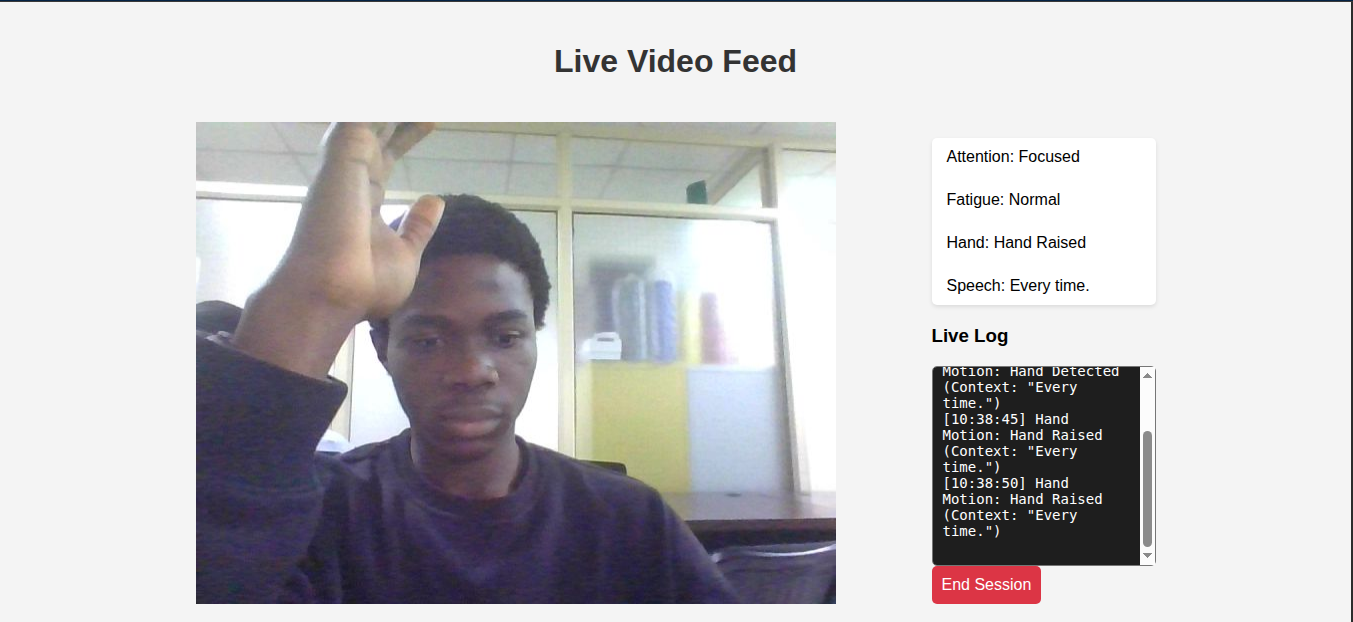 Live Video Feed
Attention: Focused
Fatigue: Normal
Hand: Hand Raised
Speech: Every time.
Live Log
Motion: Hand Detected
(Context: "Every
time.")
[10:38:45] Hand
Motion: Hand Raised
(Context: "Every
time.")
[10:38:50] Hand
Motion: Hand Raised
(Context: "Every
time.")
End Session